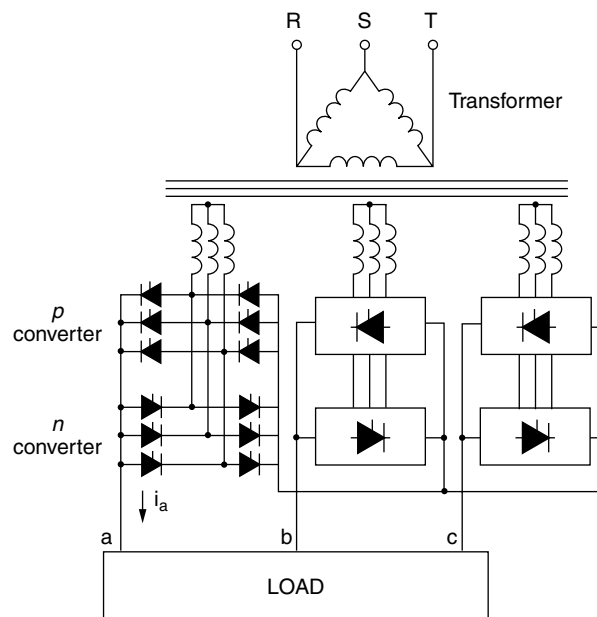 R S T
Transformer
p
converter
n
converter
i_a
a b c
LOAD